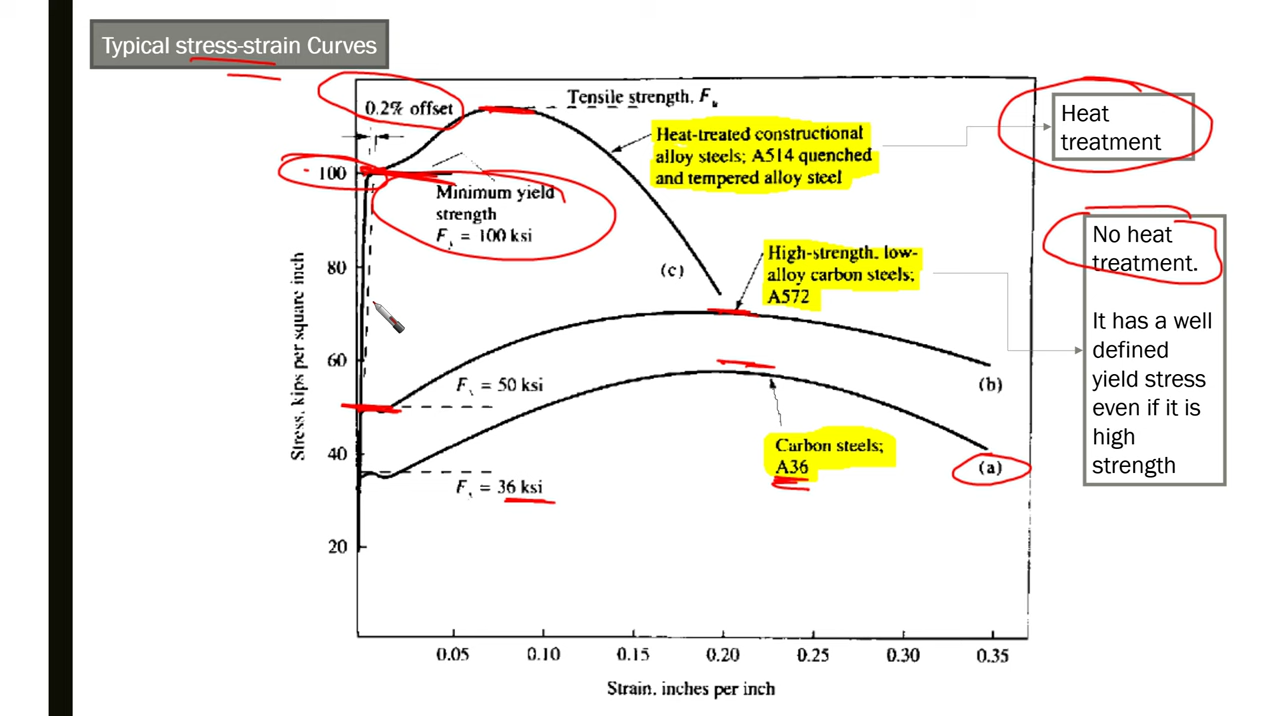 Typical stress-strain Curves
0.2% offset
Tensile strength, Fu
Heat-treated constructional
alloy steels; A514 quenched
and tempered alloy steel
Heat
treatment
100
Minimum yield
strength
Fy = 100 ksi
No heat
treatment.
It has a well
defined
yield stress
even if it is
high
strength
80
(c)
High-strength, low-
alloy carbon steels;
A572
60
Fy = 50 ksi
(b)
40
Carbon steels;
A36
(a)
Fy = 36 ksi
20
Stress, kips per square inch
0.05 0.10 0.15 0.20 0.25 0.30 0.35
Strain, inches per inch